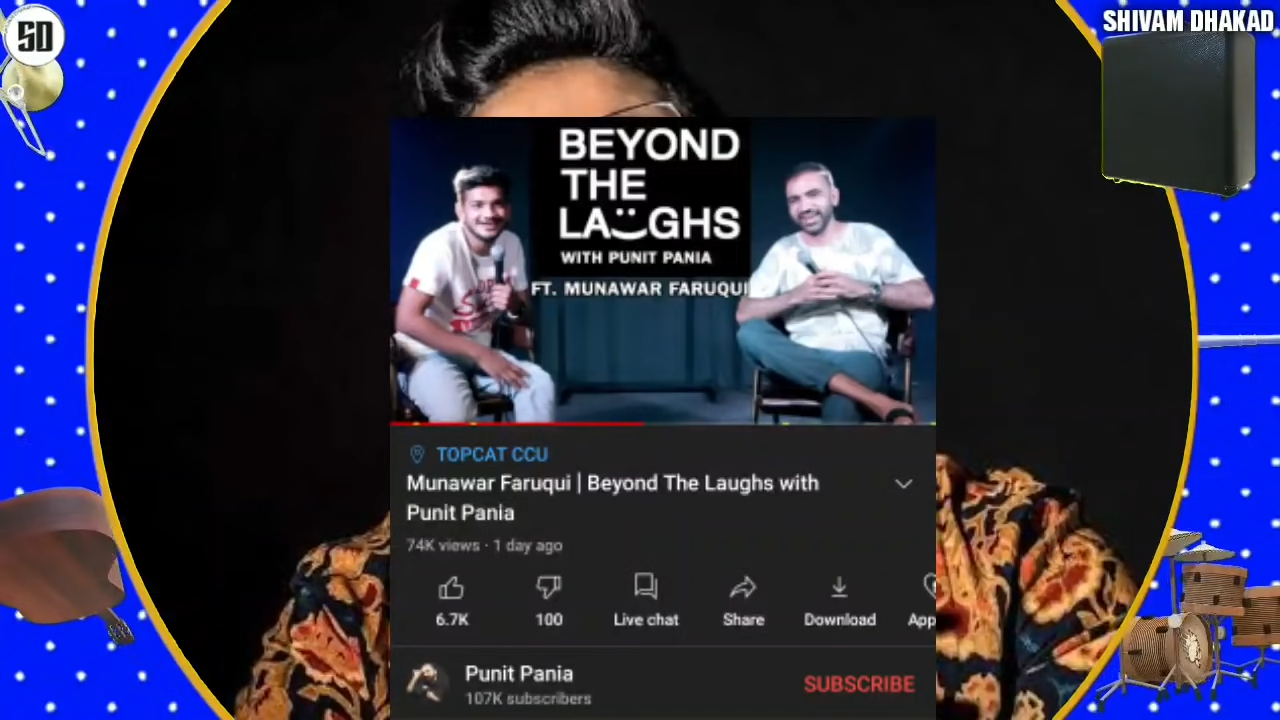 SD
SHIVAM DHAKAD
BEYOND
THE
LAUGHS
WITH PUNIT PANIA
FT. MUNAWAR FARUQUI
TOPCAT CCU
Munawar Faruqui | Beyond The Laughs with
Punit Pania
74K views · 1 day ago
6.7K
100
Live chat
Share
Download
App
Punit Pania
107K subscribers
SUBSCRIBE